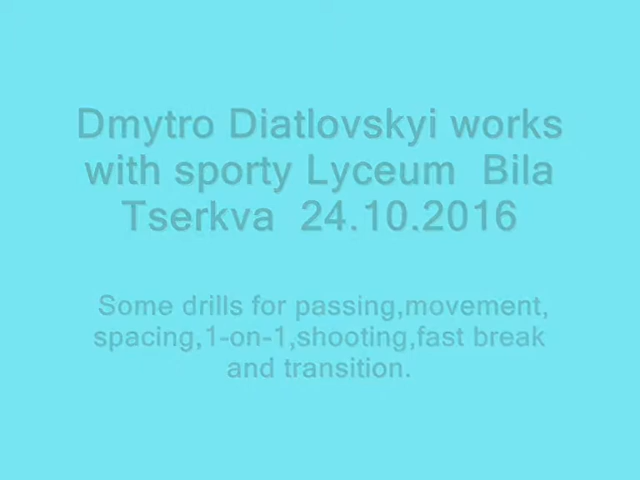 Dmytro Diatlovskyi works
with sporty Lyceum  Bila
Tserkva  24.10.2016
Some drills for passing,movement,
spacing,1-on-1,shooting,fast break
and transition.